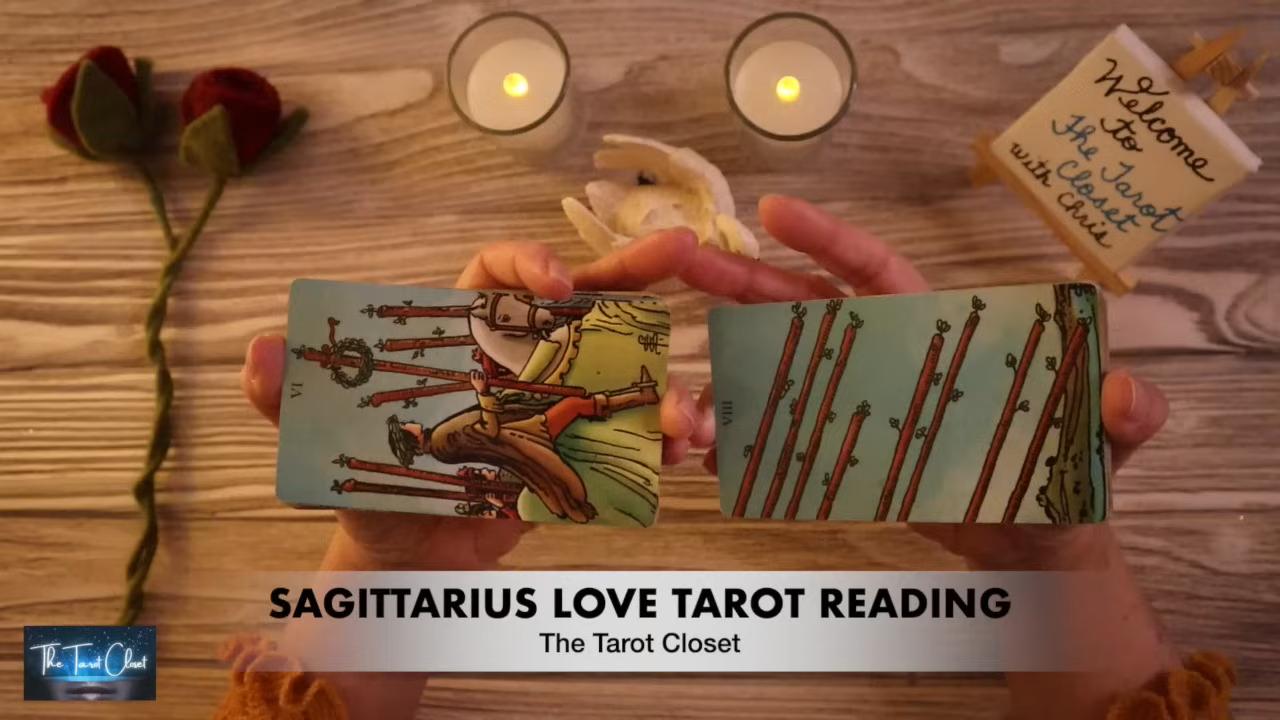 Welcome
to
The Tarot
Closet
with Chris
VI
VIII
SAGITTARIUS LOVE TAROT READING
The Tarot Closet
The Tarot Closet